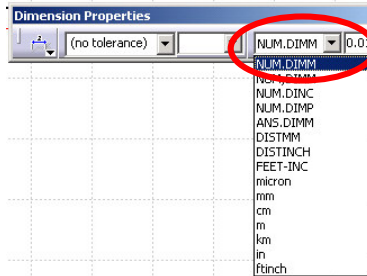 Dimension Properties
(no tolerance) NUM.DIMM 0.01
NUM.DIMM
NUM,DIMM
NUM.DINC
NUM.DIMP
ANS.DIMM
DISTMM
DISTINCH
FEET-INC
micron
mm
cm
m
km
in
ftinch